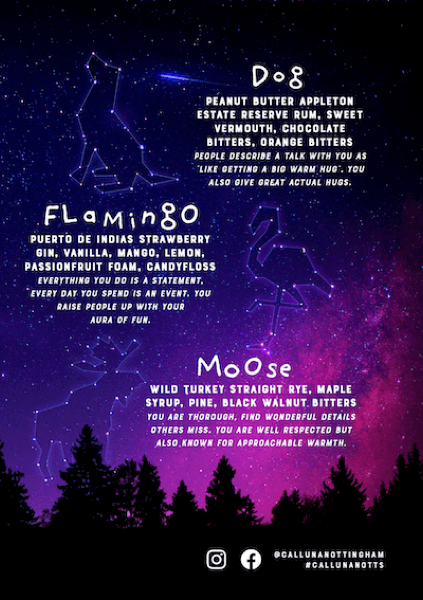 Dog
PEANUT BUTTER APPLETON
ESTATE RESERVE RUM, SWEET
VERMOUTH, CHOCOLATE
BITTERS, ORANGE BITTERS
PEOPLE DESCRIBE A TALK WITH YOU AS
"LIKE GETTING A BIG WARM HUG". YOU
ALSO GIVE GREAT ACTUAL HUGS.
FLaMinGO
PUERTO DE INDIAS STRAWBERRY
GIN, VANILLA, MANGO, LEMON,
PASSIONFRUIT FOAM, CANDYFLOSS
EVERYTHING YOU DO IS A STATEMENT,
EVERY DAY YOU SPEND IS AN EVENT. YOU
RAISE PEOPLE UP WITH YOUR
AURA OF FUN.
MoOse
WILD TURKEY STRAIGHT RYE, MAPLE
SYRUP, PINE, BLACK WALNUT BITTERS
YOU ARE THOROUGH, FIND WONDERFUL DETAILS
OTHERS MISS. YOU ARE WELL RESPECTED BUT
ALSO KNOWN FOR APPROACHABLE WARMTH.
@CALLUNANOTTINGHAM
#CALLUNANOTTS